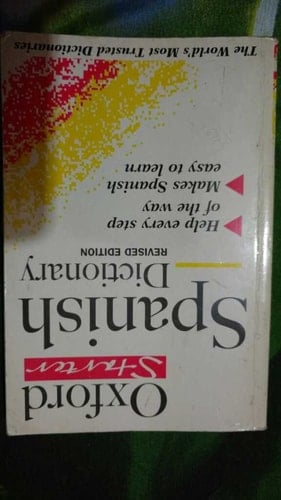 Oxford
Starter
Spanish
Dictionary
REVISED EDITION
Help every step
of the way
Makes Spanish
easy to learn
The World's Most Trusted Dictionaries